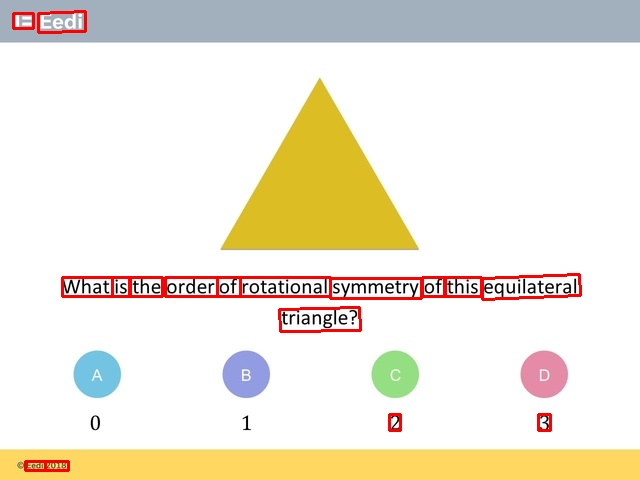 Eedi
What is the order of rotational symmetry of this equilateral
triangle?
A B C D
0 1 2 3
© Eedi 2018